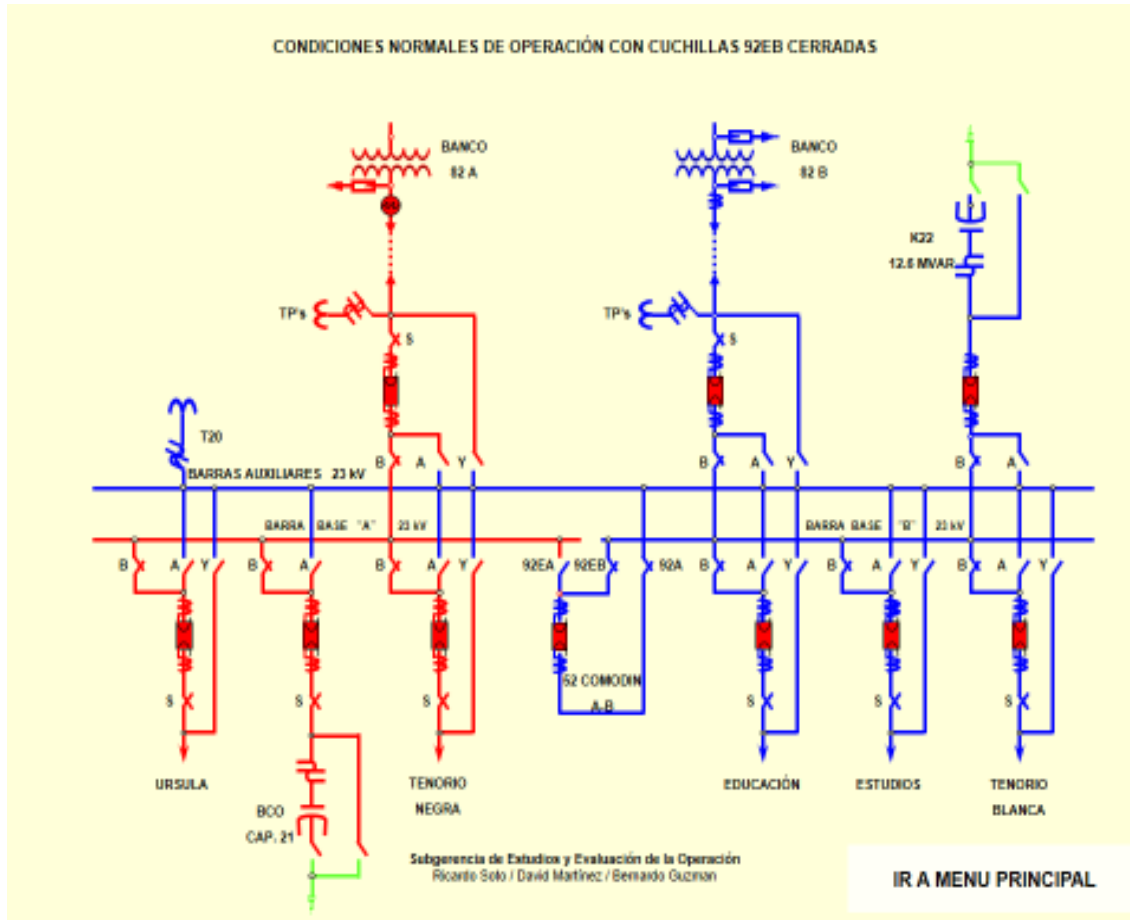 CONDICIONES NORMALES DE OPERACIÓN CON CUCHILLAS 92EB CERRADAS
BANCO
82 A
BANCO
82 B
K22
12.6 MVAR
TP's
S
TP's
S
T20
B A Y
B A Y
B A
BARRAS AUXILIARES 23 kV
BARRA BASE "A" 23 kV
BARRA BASE "B" 23 kV
B A Y
B A
B A Y
92EA
92EB
92A
B A Y
B A Y
B A Y
S
S
S
52 COMODIN
A-B
S
S
S
URSULA
BCO
CAP. 21
TENORIO
NEGRA
EDUCACIÓN
ESTUDIOS
TENORIO
BLANCA
Subgerencia de Estudios y Evaluación de la Operación
Ricardo Soto / David Martínez / Bernardo Guzman
IR A MENU PRINCIPAL